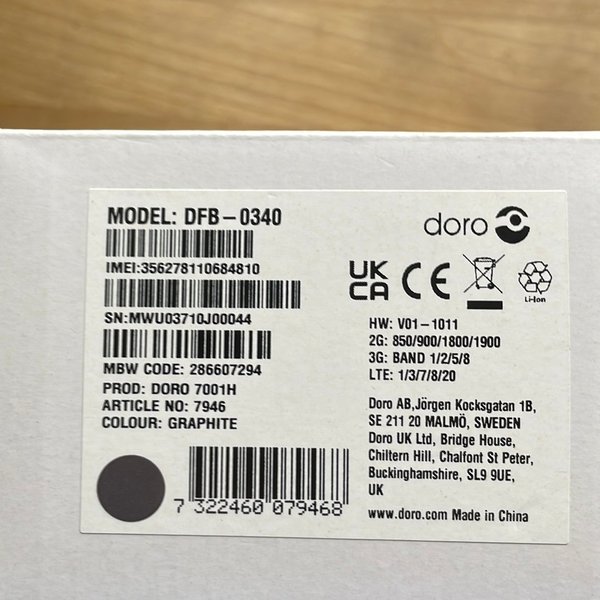 MODEL: DFB-0340
IMEI:356278110684810
SN:MWU03710J00044
MBW CODE: 286607294
PROD: DORO 7001H
ARTICLE NO: 7946
COLOUR: GRAPHITE
7 322460 079468
doro
UK
CA CE
Li-Ion
HW: V01-1011
2G: 850/900/1800/1900
3G: BAND 1/2/5/8
LTE: 1/3/7/8/20
Doro AB,Jörgen Kocksgatan 1B,
SE 211 20 MALMÖ, SWEDEN
Doro UK Ltd, Bridge House,
Chiltern Hill, Chalfont St Peter,
Buckinghamshire, SL9 9UE,
UK
www.doro.com Made in China